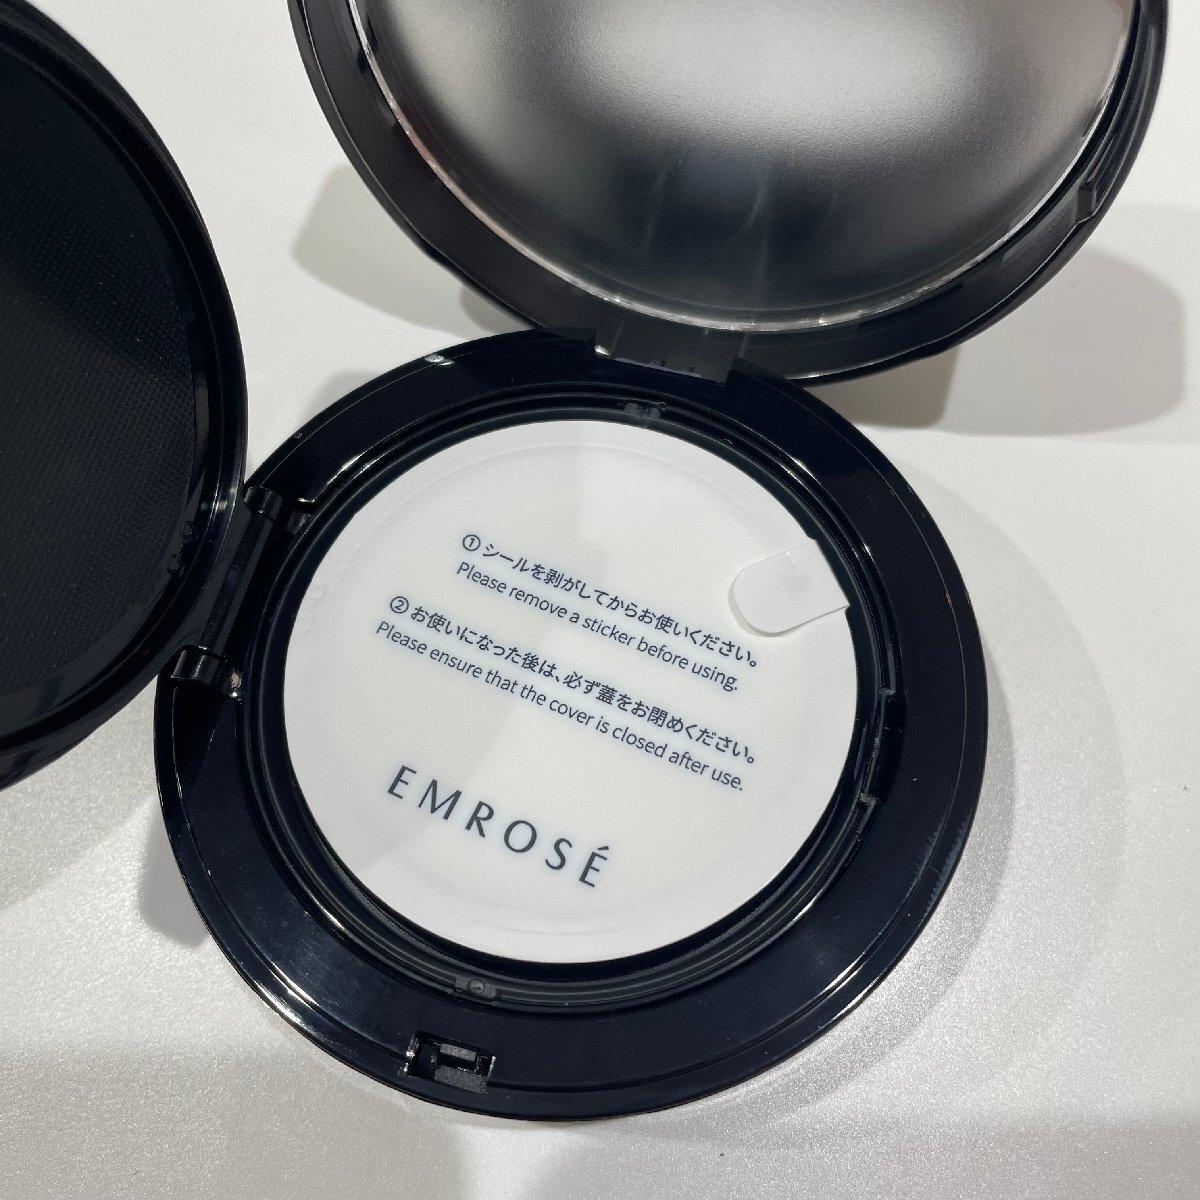 ① シールを剥がしてからお使いください。
Please remove a sticker before using.
② お使いになった後は、必ず蓋をお閉めください。
Please ensure that the cover is closed after use.
EMROSÉ